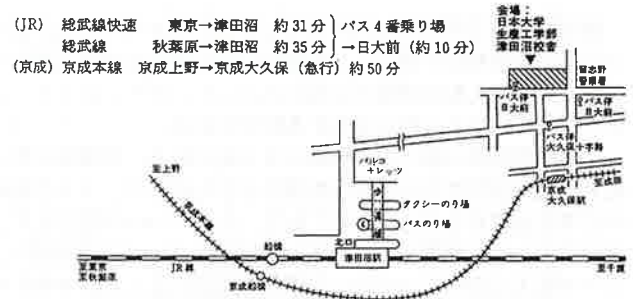 (JR) 総武線快速 東京→津田沼 約31分 バス4番乗り場
総武線 秋葉原→津田沼 約35分 →日大前(約10分)
(京成) 京成本線 京成上野→京成大久保(急行)約50分
会場:
日本大学
生産工学部
津田沼校舎
習志野
警察署
バス停
日大前
バス停
日大前
バス停
大久保十字路
パルコ
+レッツ
至上野
京成本線
タクシーのり場
バスのり場
④
北口
津田沼駅
京成
大久保駅
至成田
船橋
京成船橋
至東京
至秋葉原
JR線
至千葉